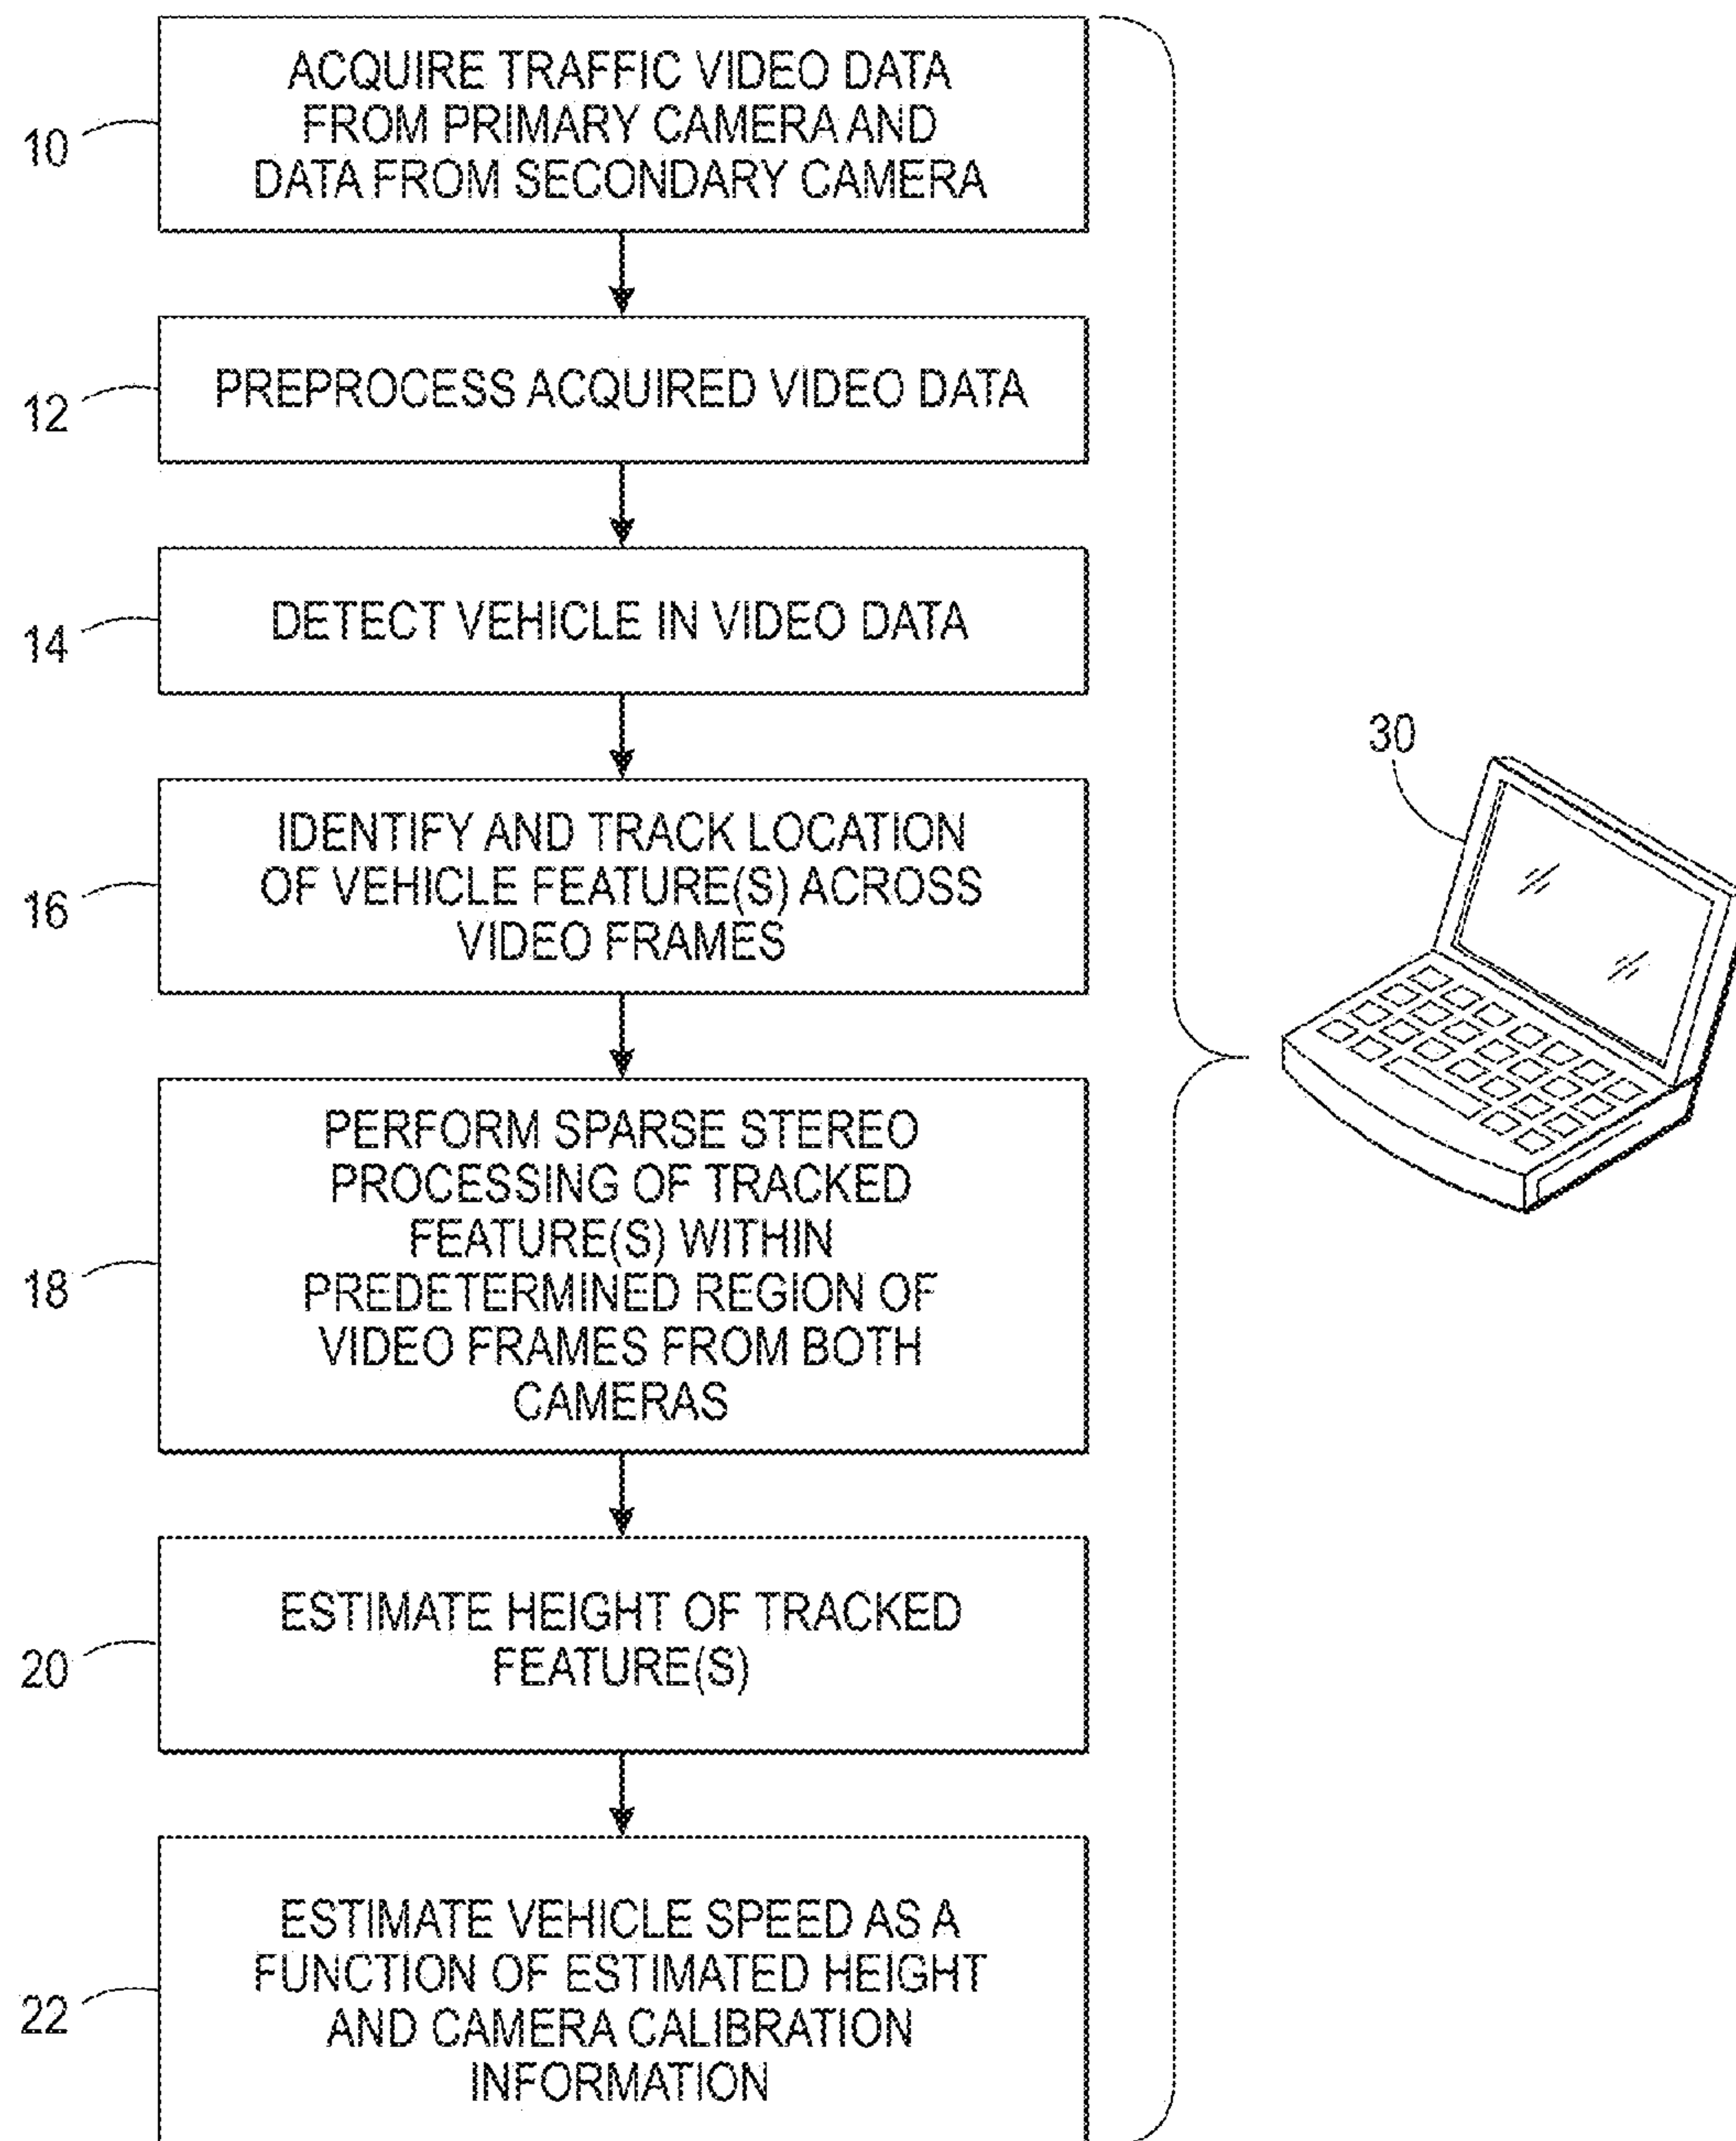 10
ACQUIRE TRAFFIC VIDEO DATA
FROM PRIMARY CAMERA AND
DATA FROM SECONDARY CAMERA
12
PREPROCESS ACQUIRED VIDEO DATA
14
DETECT VEHICLE IN VIDEO DATA
16
IDENTIFY AND TRACK LOCATION
OF VEHICLE FEATURE(S) ACROSS
VIDEO FRAMES
18
PERFORM SPARSE STEREO
PROCESSING OF TRACKED
FEATURE(S) WITHIN
PREDETERMINED REGION OF
VIDEO FRAMES FROM BOTH
CAMERAS
20
ESTIMATE HEIGHT OF TRACKED
FEATURE(S)
22
ESTIMATE VEHICLE SPEED AS A
FUNCTION OF ESTIMATED HEIGHT
AND CAMERA CALIBRATION
INFORMATION
30